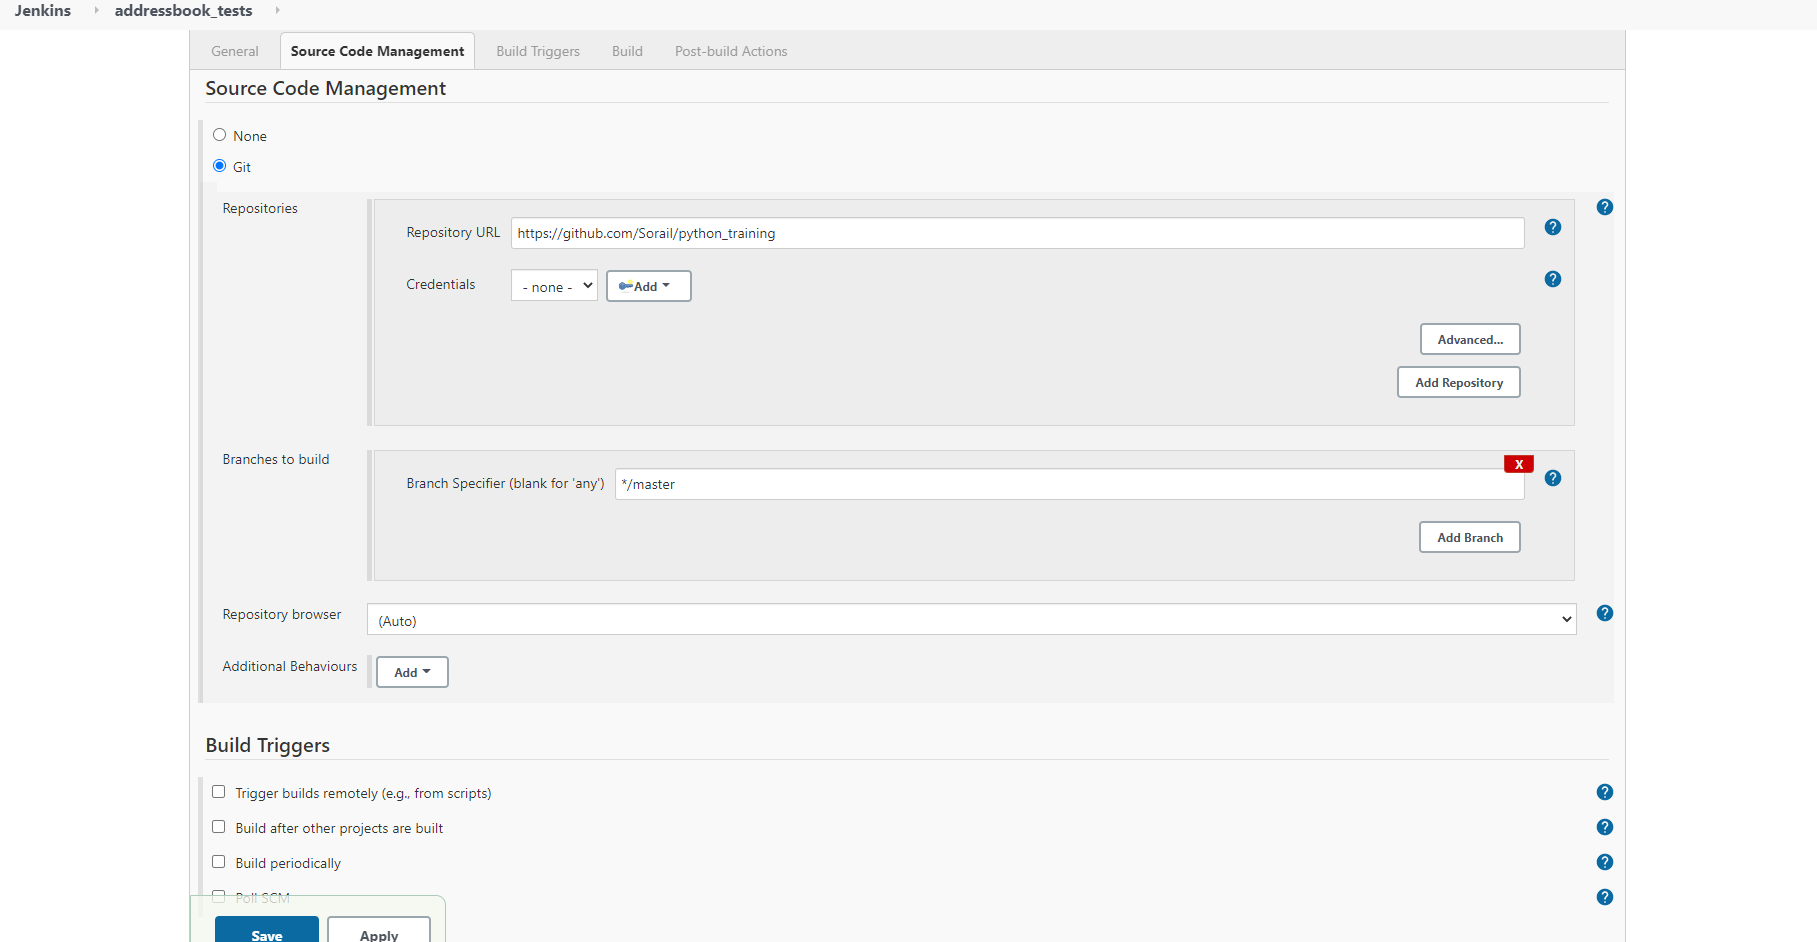 Jenkins addressbook_tests
General Source Code Management Build Triggers Build Post-build Actions
Source Code Management
None
Git
Repositories
Repository URL https://github.com/Sorail/python_training
Credentials - none - Add
Advanced...
Add Repository
Branches to build
X
Branch Specifier (blank for 'any') */master
Add Branch
Repository browser (Auto)
Additional Behaviours Add
Build Triggers
Trigger builds remotely (e.g., from scripts)
Build after other projects are built
Build periodically
Poll SCM
Save Apply